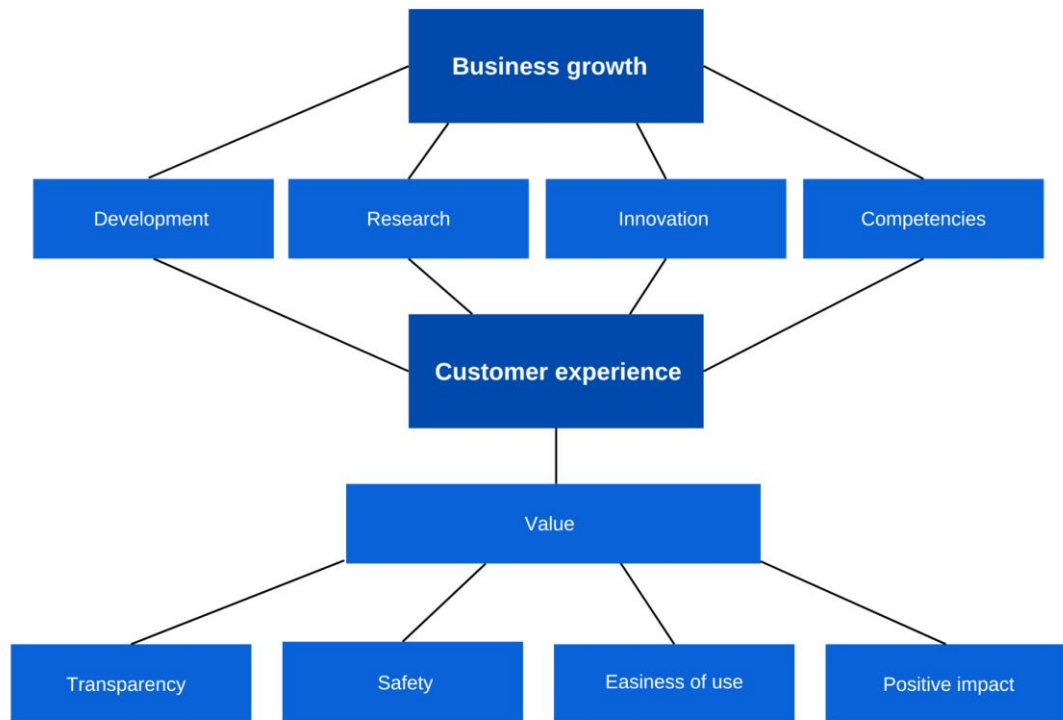 Business growth
Development
Research
Innovation
Competencies
Customer experience
Value
Transparency
Safety
Easiness of use
Positive impact